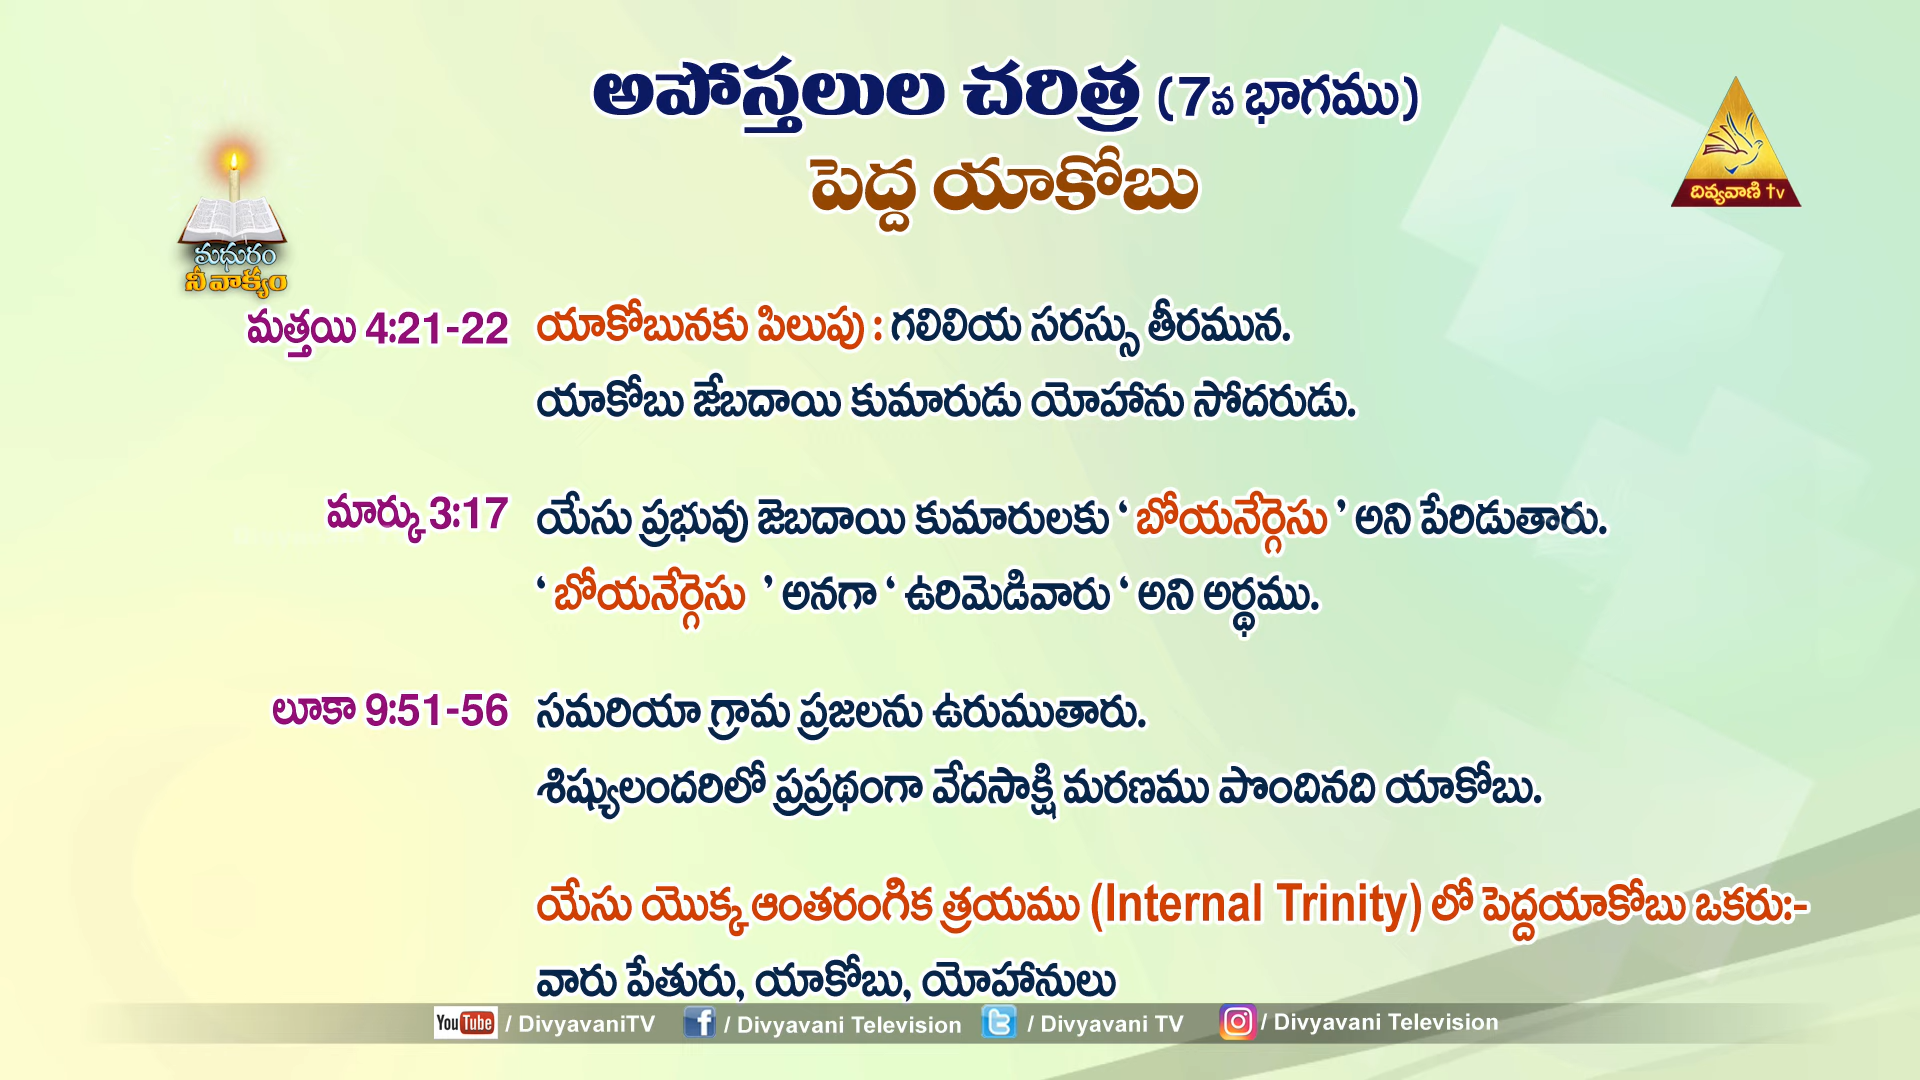 అపోస్తలుల చరిత్ర (7వ భాగము)
పెద్ద యాకోబు
దివ్యవాణి tv
మధురం
నీ వాక్యం
మత్తయి 4:21-22 యాకోబునకు పిలుపు : గలిలియ సరస్సు తీరమున.
యాకోబు జేబదాయి కుమారుడు యోహాను సోదరుడు.
మార్కు 3:17 యేసు ప్రభువు జెబదాయి కుమారులకు ‘ బోయనేర్గెసు ’ అని పేరిడుతారు.
‘ బోయనేర్గెసు ’ అనగా ‘ ఉరిమెడివారు ‘ అని అర్థము.
లూకా 9:51-56 సమరియా గ్రామ ప్రజలను ఉరుముతారు.
శిష్యులందరిలో ప్రప్రథంగా వేదసాక్షి మరణము పొందినది యాకోబు.
యేసు యొక్క ఆంతరంగిక త్రయము (Internal Trinity) లో పెద్దయాకోబు ఒకరు:-
వారు పేతురు, యాకోబు, యోహానులు
YouTube / DivyavaniTV f / Divyavani Television / Divyavani TV / Divyavani Television